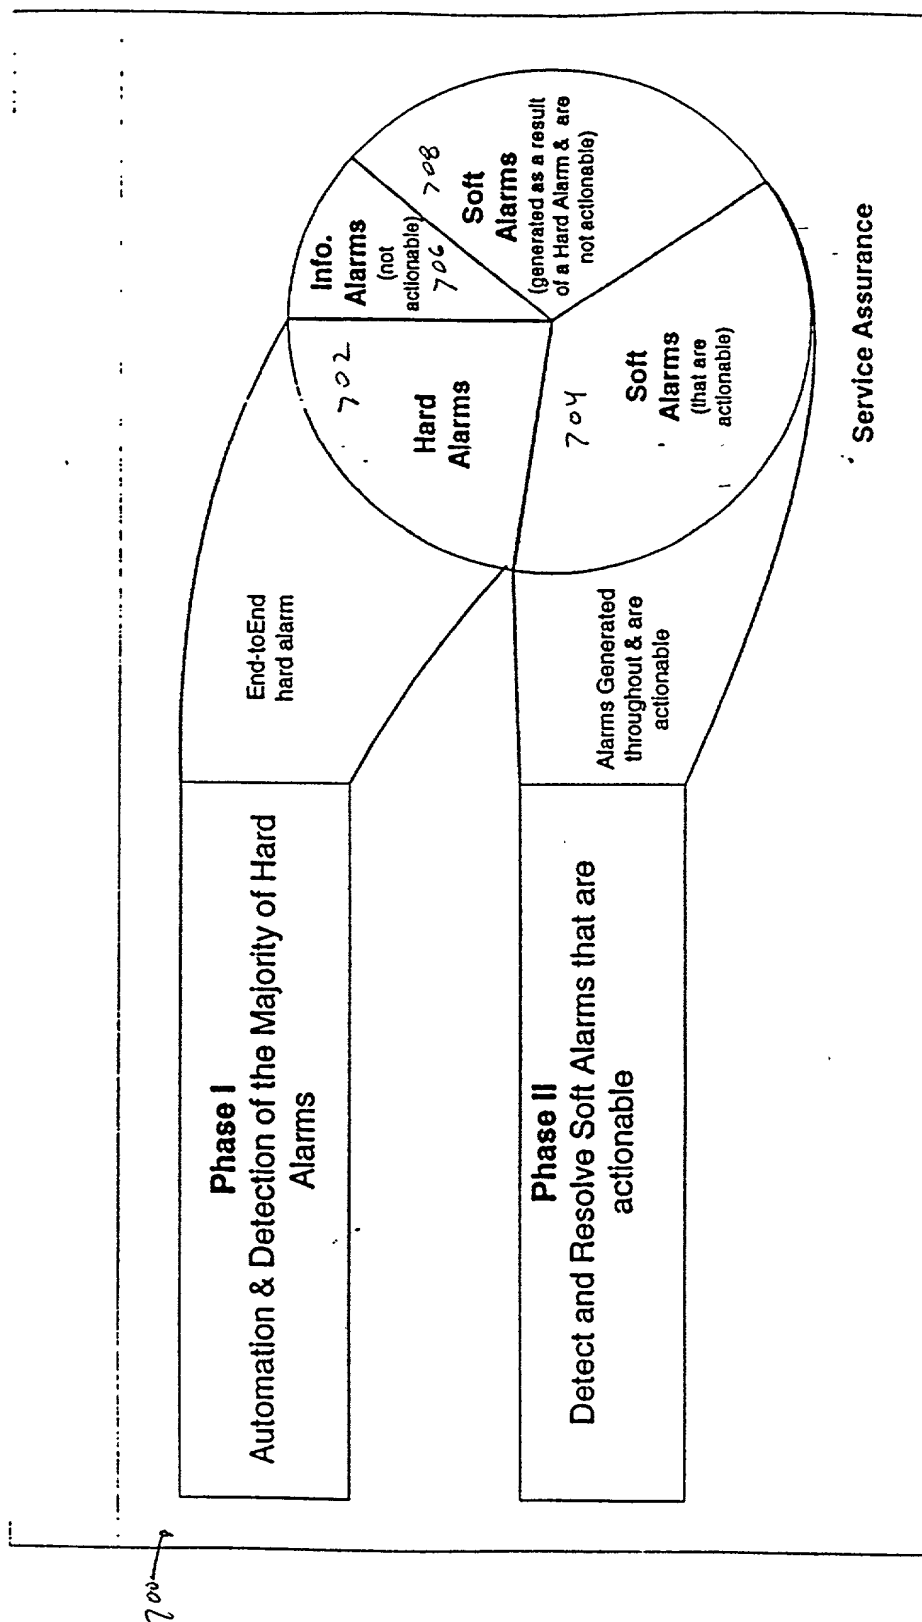 700
Phase I
Automation & Detection of the Majority of Hard
Alarms
End-toEnd
hard alarm
Phase II
Detect and Resolve Soft Alarms that are
actionable
Alarms Generated
throughout & are
actionable
702
Hard
Alarms
Info.
Alarms
(not
actionable)
706
708
Soft
Alarms
(generated as a result
of a Hard Alarm & are
not actionable)
704
Soft
Alarms
(that are
actionable)
Service Assurance